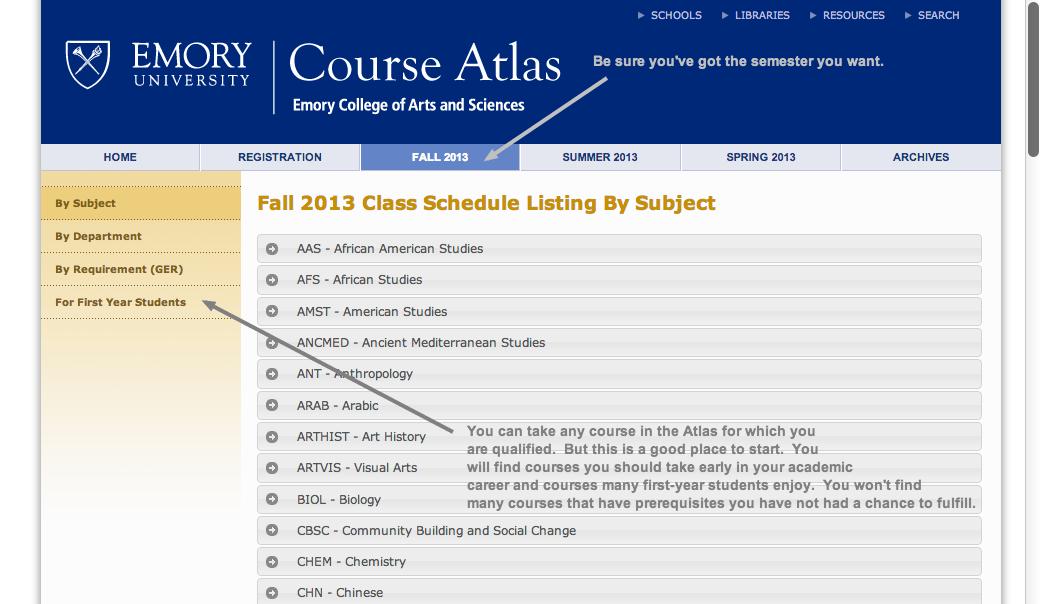 SCHOOLS LIBRARIES RESOURCES SEARCH
EMORY
UNIVERSITY
Course Atlas
Emory College of Arts and Sciences
Be sure you've got the semester you want.
HOME REGISTRATION FALL 2013 SUMMER 2013 SPRING 2013 ARCHIVES
By Subject
By Department
By Requirement (GER)
For First Year Students
Fall 2013 Class Schedule Listing By Subject
AAS - African American Studies
AFS - African Studies
AMST - American Studies
ANCMED - Ancient Mediterranean Studies
ANT - Anthropology
ARAB - Arabic
ARTHIST - Art History
ARTVIS - Visual Arts
BIOL - Biology
CBSC - Community Building and Social Change
CHEM - Chemistry
CHN - Chinese
You can take any course in the Atlas for which you
are qualified. But this is a good place to start. You
will find courses you should take early in your academic
career and courses many first-year students enjoy. You won't find
many courses that have prerequisites you have not had a chance to fulfill.